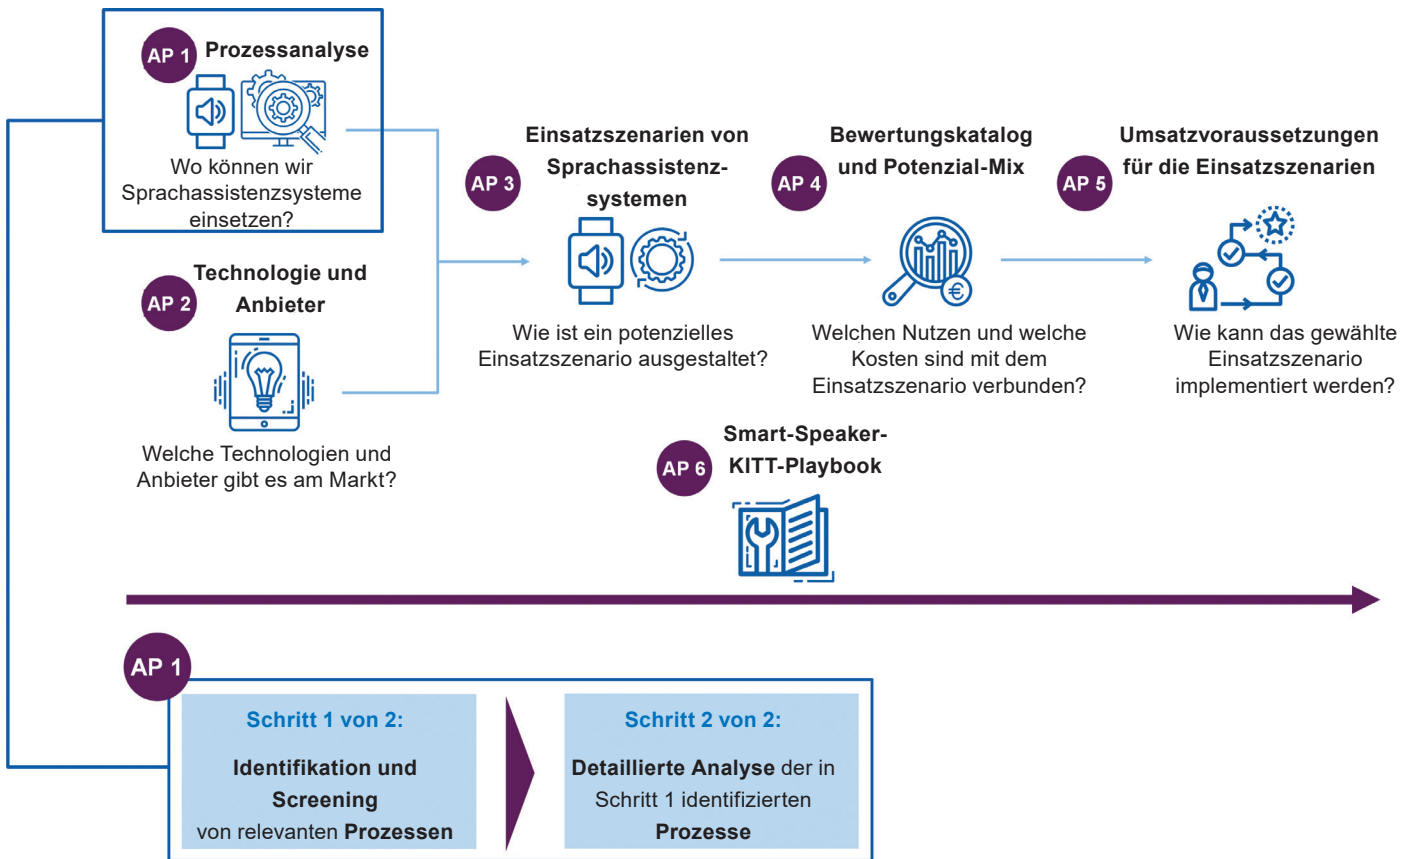 AP 1
Prozessanalyse
Wo können wir
Sprachassistenzsysteme
einsetzen?
AP 2
Technologie und
Anbieter
Welche Technologien und
Anbieter gibt es am Markt?
AP 3
Einsatzszenarien von
Sprachassistenz-
systemen
Wie ist ein potenzielles
Einsatzszenario ausgestaltet?
AP 4
Bewertungskatalog
und Potenzial-Mix
€
Welchen Nutzen und welche
Kosten sind mit dem
Einsatzszenario verbunden?
AP 5
Umsatzvoraussetzungen
für die Einsatzszenarien
Wie kann das gewählte
Einsatzszenario
implementiert werden?
AP 6
Smart-Speaker-
KITT-Playbook
AP 1
Schritt 1 von 2:
Identifikation und
Screening
von relevanten Prozessen
Schritt 2 von 2:
Detaillierte Analyse der in
Schritt 1 identifizierten
Prozesse